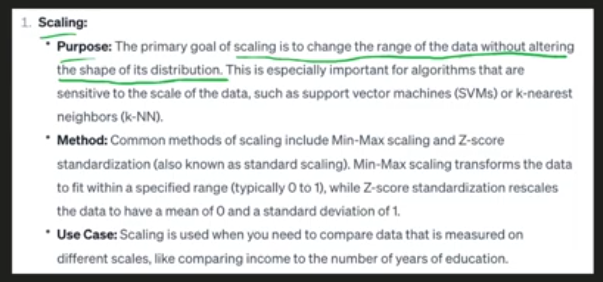 1. Scaling:
• Purpose: The primary goal of scaling is to change the range of the data without altering
the shape of its distribution. This is especially important for algorithms that are
sensitive to the scale of the data, such as support vector machines (SVMs) or k-nearest
neighbors (k-NN).
• Method: Common methods of scaling include Min-Max scaling and Z-score
standardization (also known as standard scaling). Min-Max scaling transforms the data
to fit within a specified range (typically 0 to 1), while Z-score standardization rescales
the data to have a mean of 0 and a standard deviation of 1.
• Use Case: Scaling is used when you need to compare data that is measured on
different scales, like comparing income to the number of years of education.